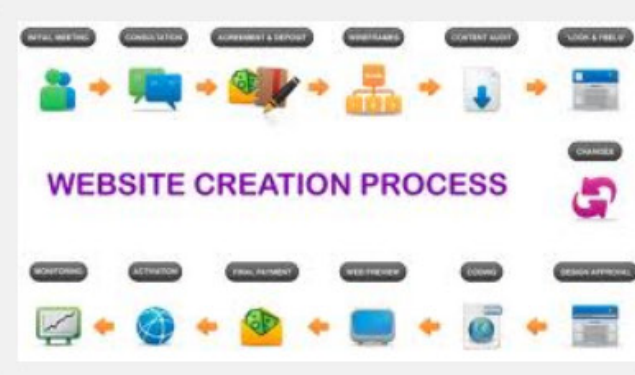 INITIAL MEETING
CONSULTATION
AGREEMENT & DEPOSIT
WIREFRAMES
CONTENT AUDIT
'LOOK & FEELS'
CHANGES
WEBSITE CREATION PROCESS
MONITORING
ACTIVATION
FINAL PAYMENT
WEB PREVIEW
CODING
DESIGN APPROVAL